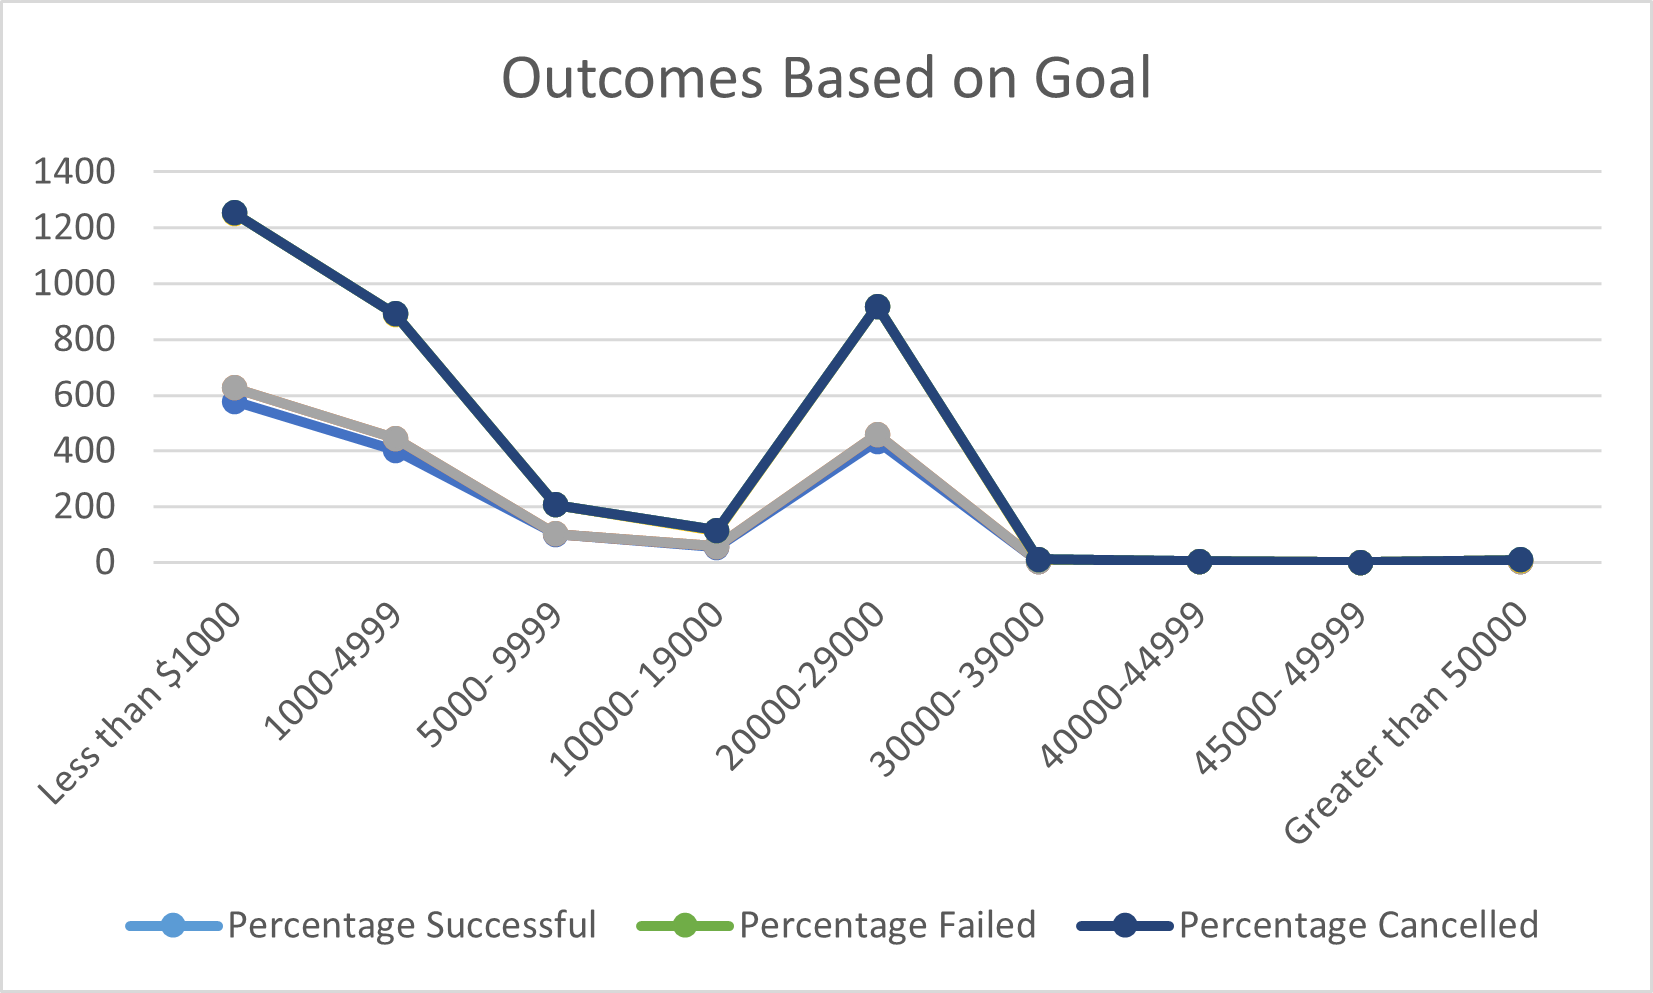 Outcomes Based on Goal
1400
1200
1000
800
600
400
200
0
Less than $1000
1000-4999
5000- 9999
10000- 19000
20000-29000
30000- 39000
40000-44999
45000- 49999
Greater than 50000
Percentage Successful
Percentage Failed
Percentage Cancelled